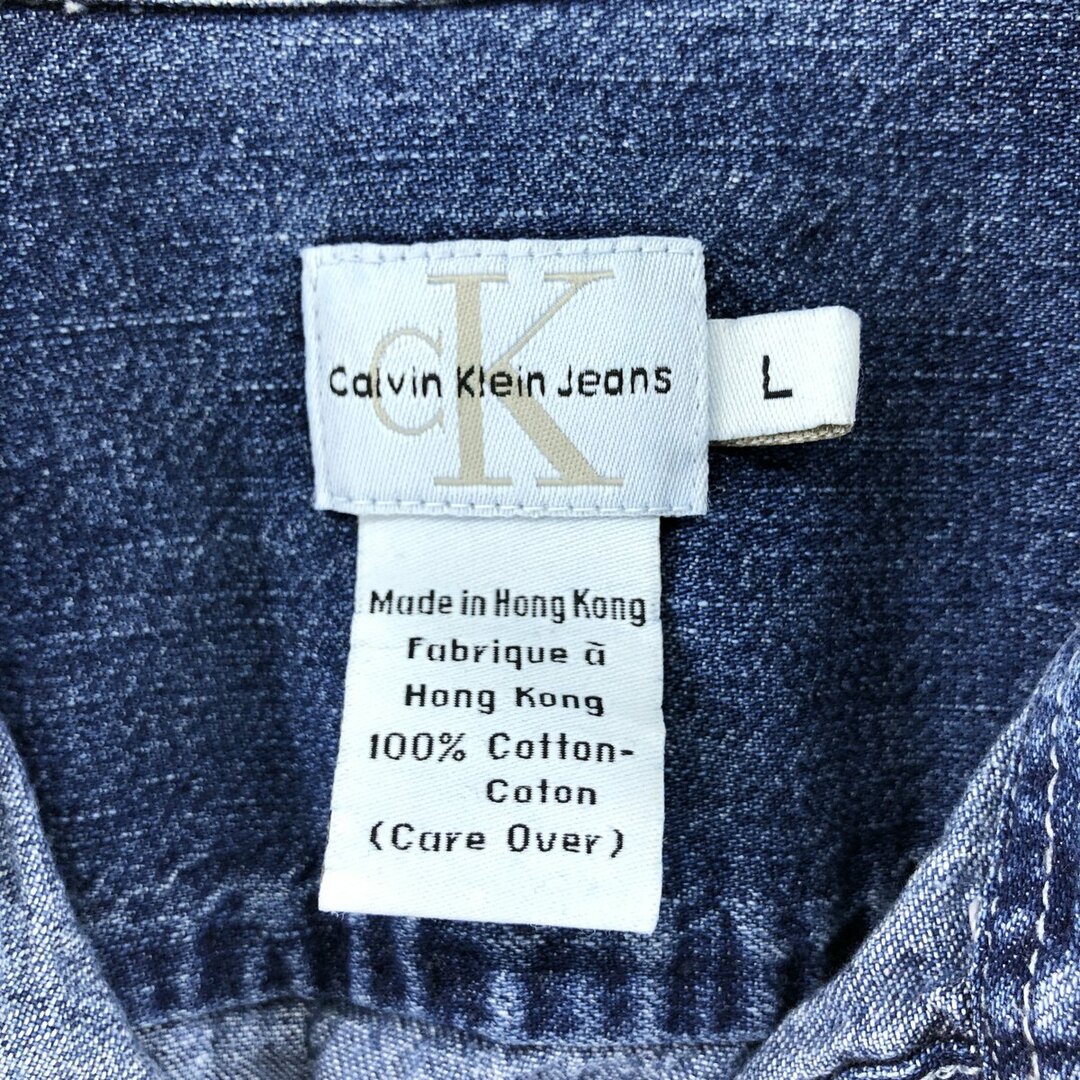 CK
Calvin Klein Jeans
L
Made in Hong Kong
Fabrique à
Hong Kong
100% Cotton-
Coton
(Care Over)